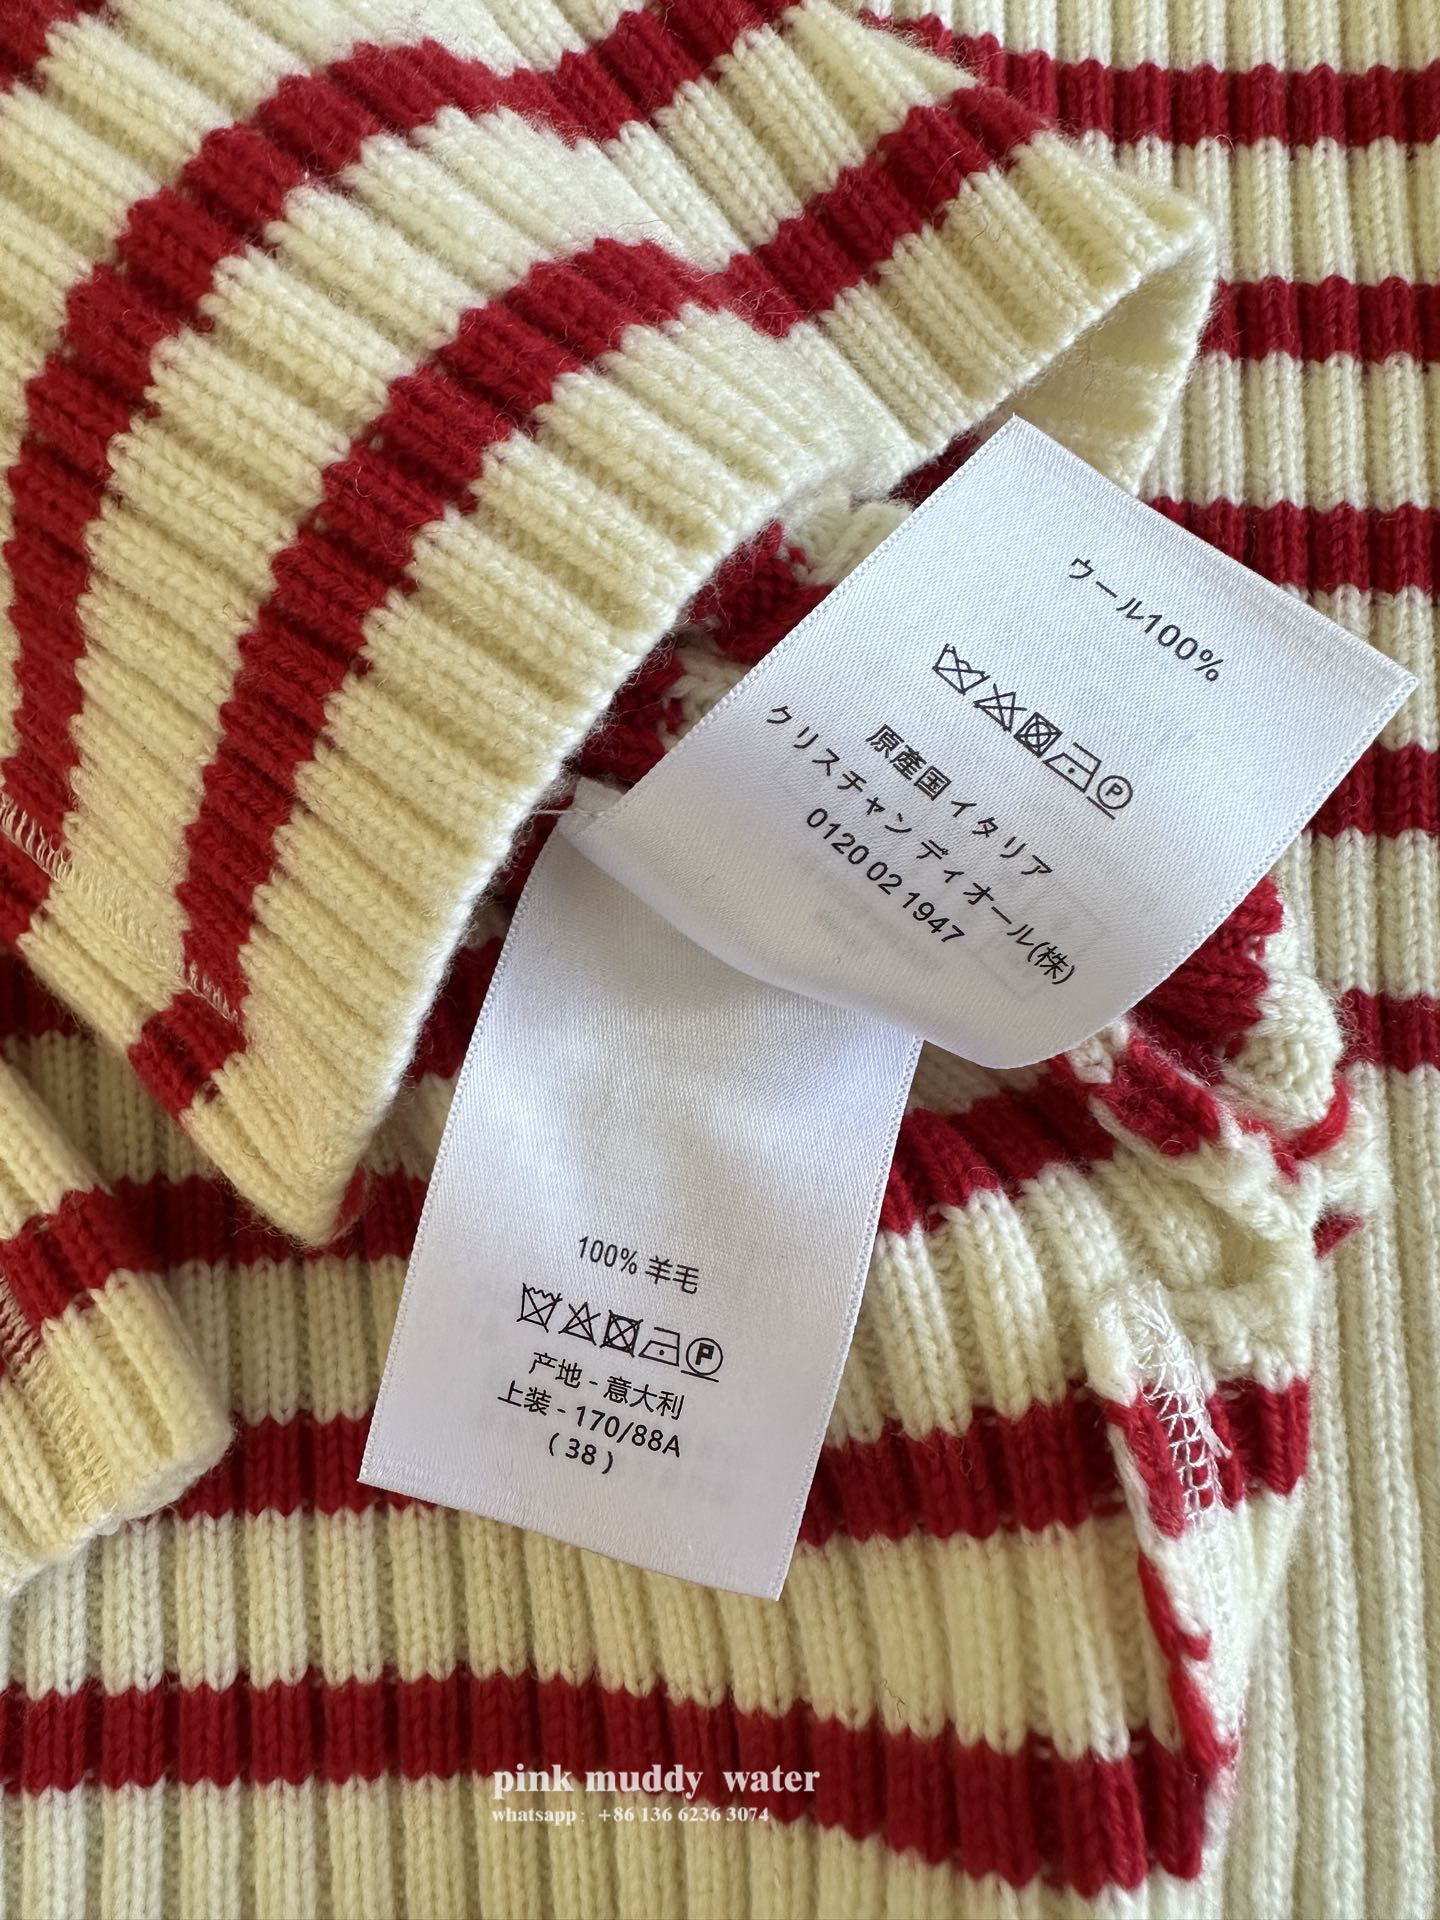 ウール100%
P
原産国 イタリア
クリスチャン ディオール(株)
0120 02 1947
100% 羊毛
P
产地 - 意大利
上装 - 170/88A
( 38 )
pink muddy water
whatsapp: +86 136 6236 3074